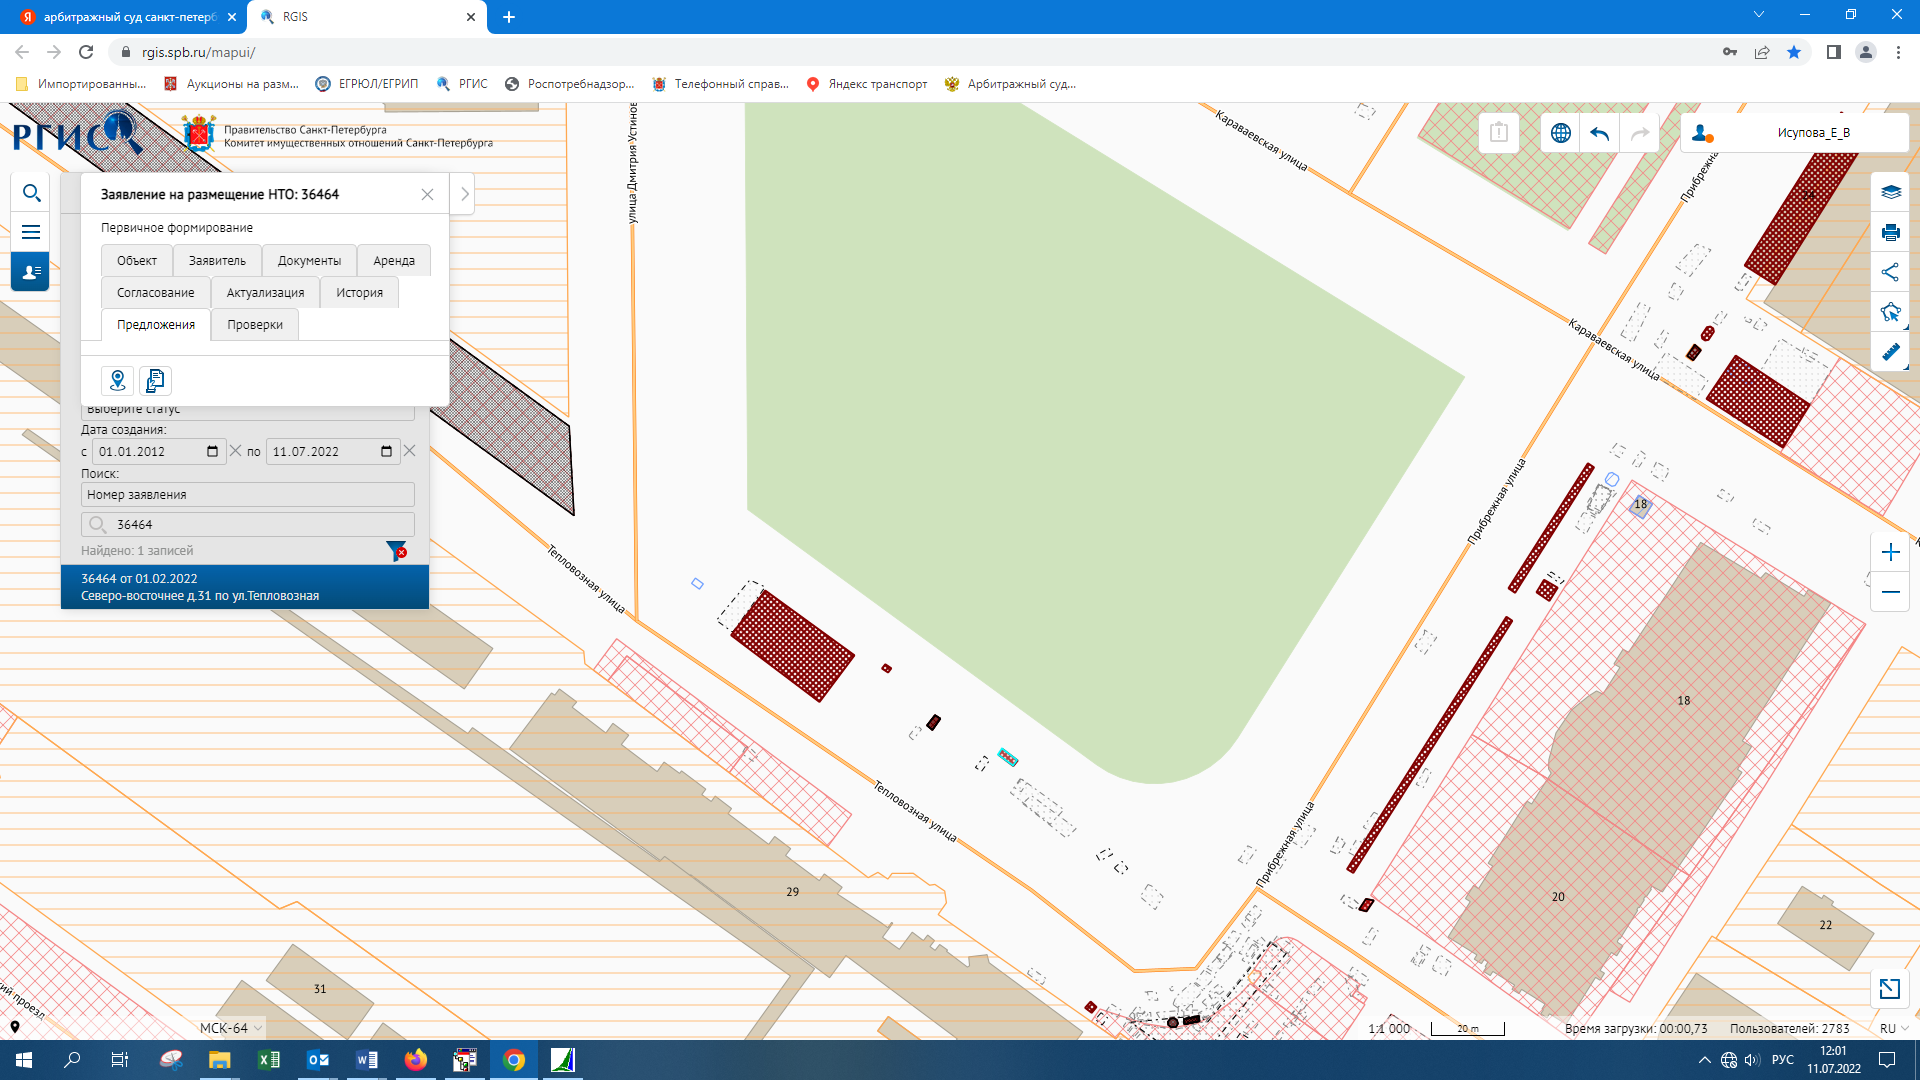 арбитражный суд санкт-петерб
RGIS
rgis.spb.ru/mapui/
Импортированны...
Аукционы на разм...
ЕГРЮЛ/ЕГРИП
РГИС
Роспотребнадзор...
Телефонный справ...
Яндекс транспорт
Арбитражный суд...
РГИС
Правительство Санкт-Петербурга
Комитет имущественных отношений Санкт-Петербурга
Исупова_Е_В
Заявление на размещение НТО: 36464
Первичное формирование
Объект
Заявитель
Документы
Аренда
Согласование
Актуализация
История
Предложения
Проверки
Выберите статус
Дата создания:
с 01.01.2012 по 11.07.2022
Поиск:
Номер заявления
36464
Найдено: 1 записей
36464 от 01.02.2022
Северо-восточнее д.31 по ул.Тепловозная
улица Дмитрия Устинов
Караваевская улица
Прибрежна
Караваевская улица
Прибрежная улица
18
Тепловозная улица
18
Тепловозная улица
Прибрежная улица
29
20
22
31
ий проезд
МСК-64
1:1 000
20 m
Время загрузки: 00:00,73
Пользователей: 2783
RU
РУС
12:01
11.07.2022